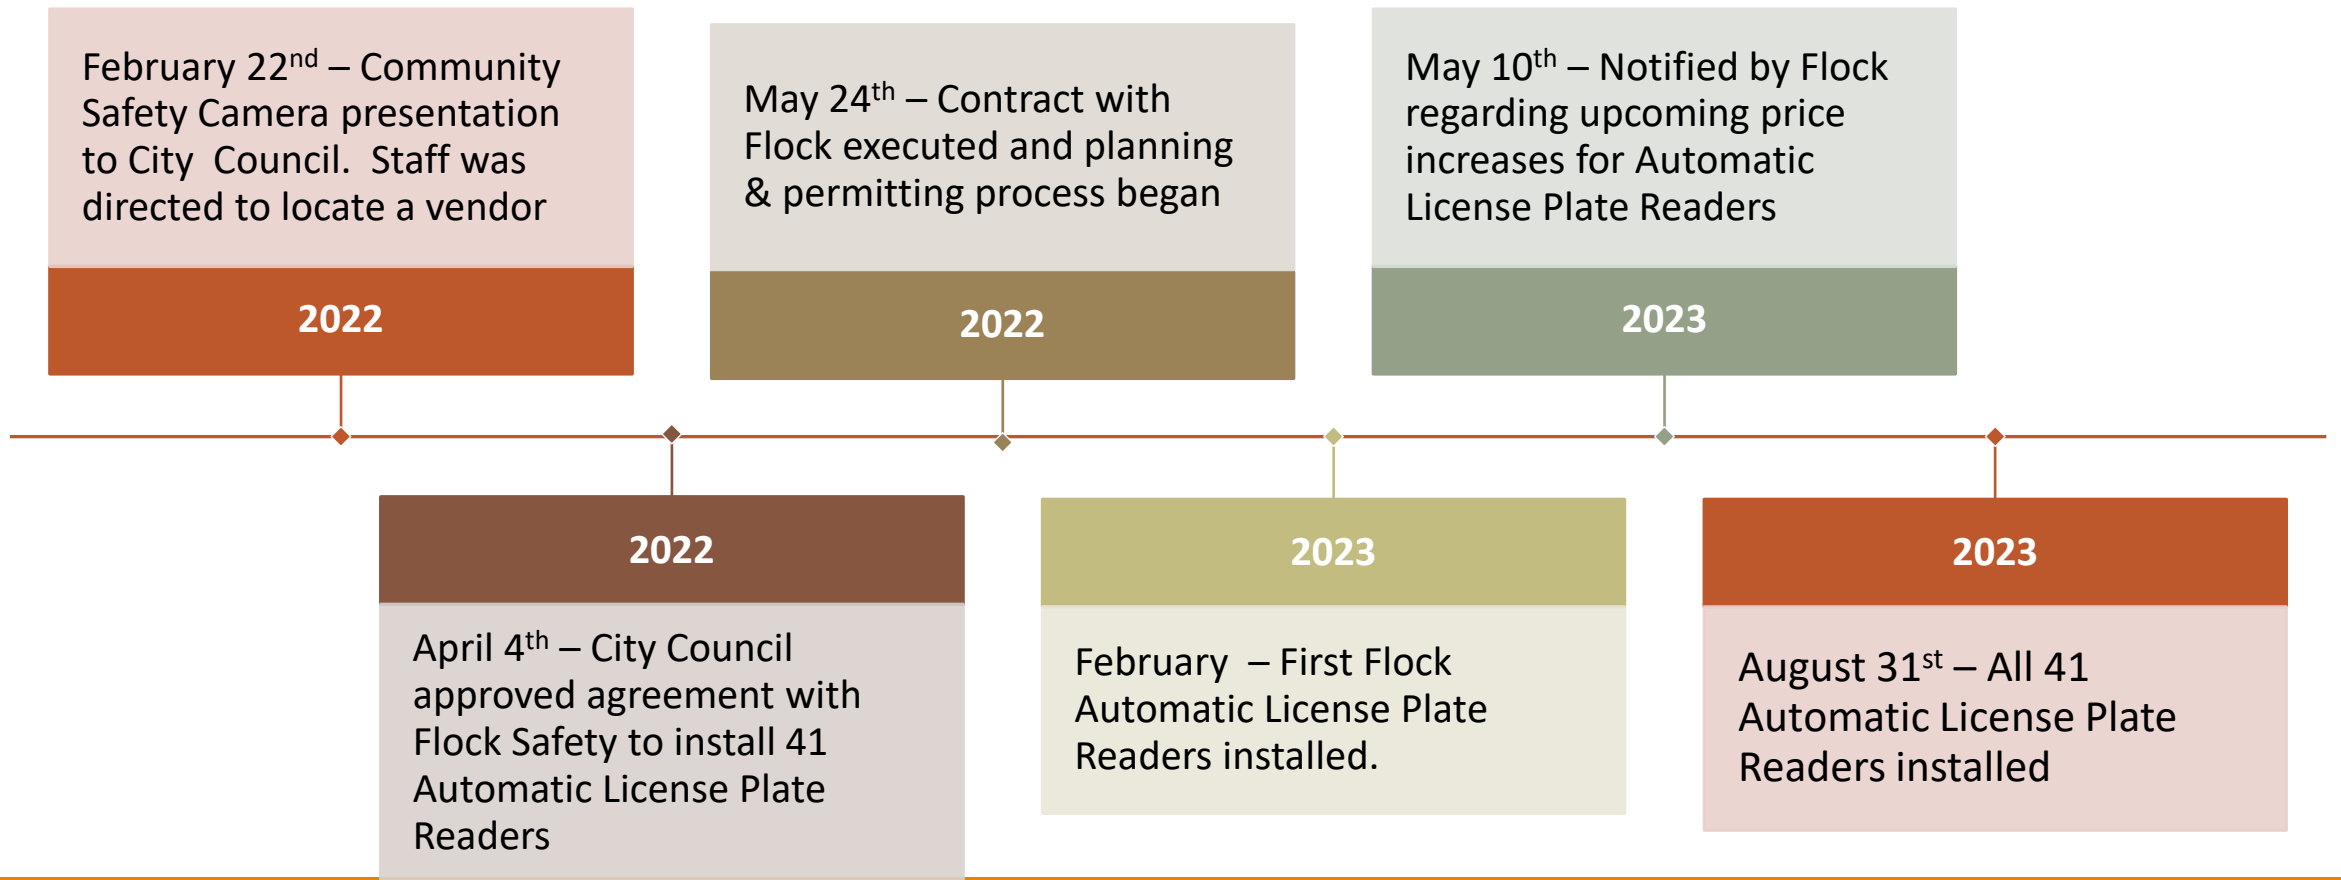 February 22nd – Community
Safety Camera presentation
to City  Council.  Staff was
directed to locate a vendor
2022
2022
April 4th – City Council
approved agreement with
Flock Safety to install 41
Automatic License Plate
Readers
May 24th – Contract with
Flock executed and planning
& permitting process began
2022
2023
February  – First Flock
Automatic License Plate
Readers installed.
May 10th – Notified by Flock
regarding upcoming price
increases for Automatic
License Plate Readers
2023
2023
August 31st – All 41
Automatic License Plate
Readers installed